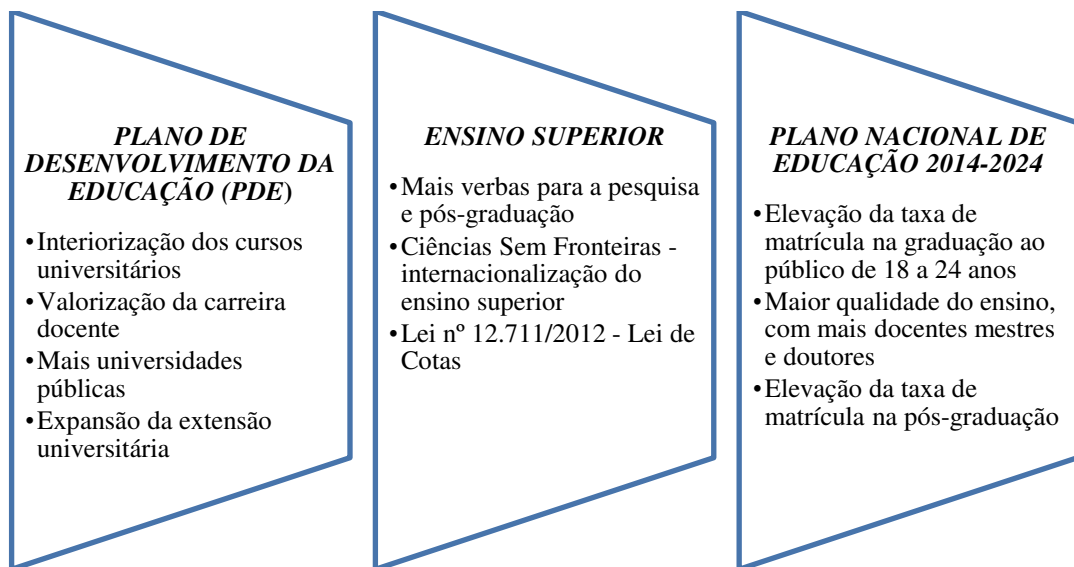 PLANO DE
DESENVOLVIMENTO DA
EDUCAÇÃO (PDE)
•Interiorização dos cursos
universitários
•Valorização da carreira
docente
•Mais universidades
públicas
•Expansão da extensão
universitária
ENSINO SUPERIOR
•Mais verbas para a pesquisa
e pós-graduação
•Ciências Sem Fronteiras -
internacionalização do
ensino superior
•Lei nº 12.711/2012 - Lei de
Cotas
PLANO NACIONAL DE
EDUCAÇÃO 2014-2024
•Elevação da taxa de
matrícula na graduação ao
público de 18 a 24 anos
•Maior qualidade do ensino,
com mais docentes mestres
e doutores
•Elevação da taxa de
matrícula na pós-graduação